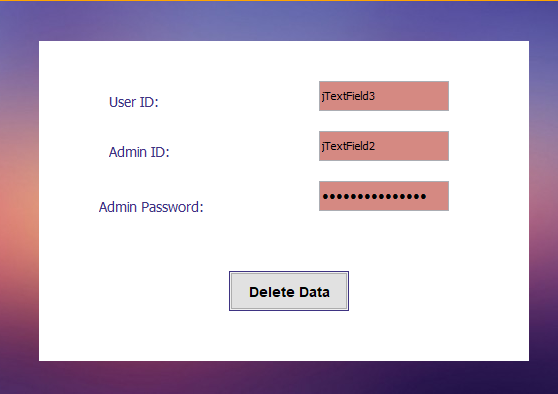 User ID:
jTextField3
Admin ID:
jTextField2
Admin Password:
•••••••••••••••
Delete Data